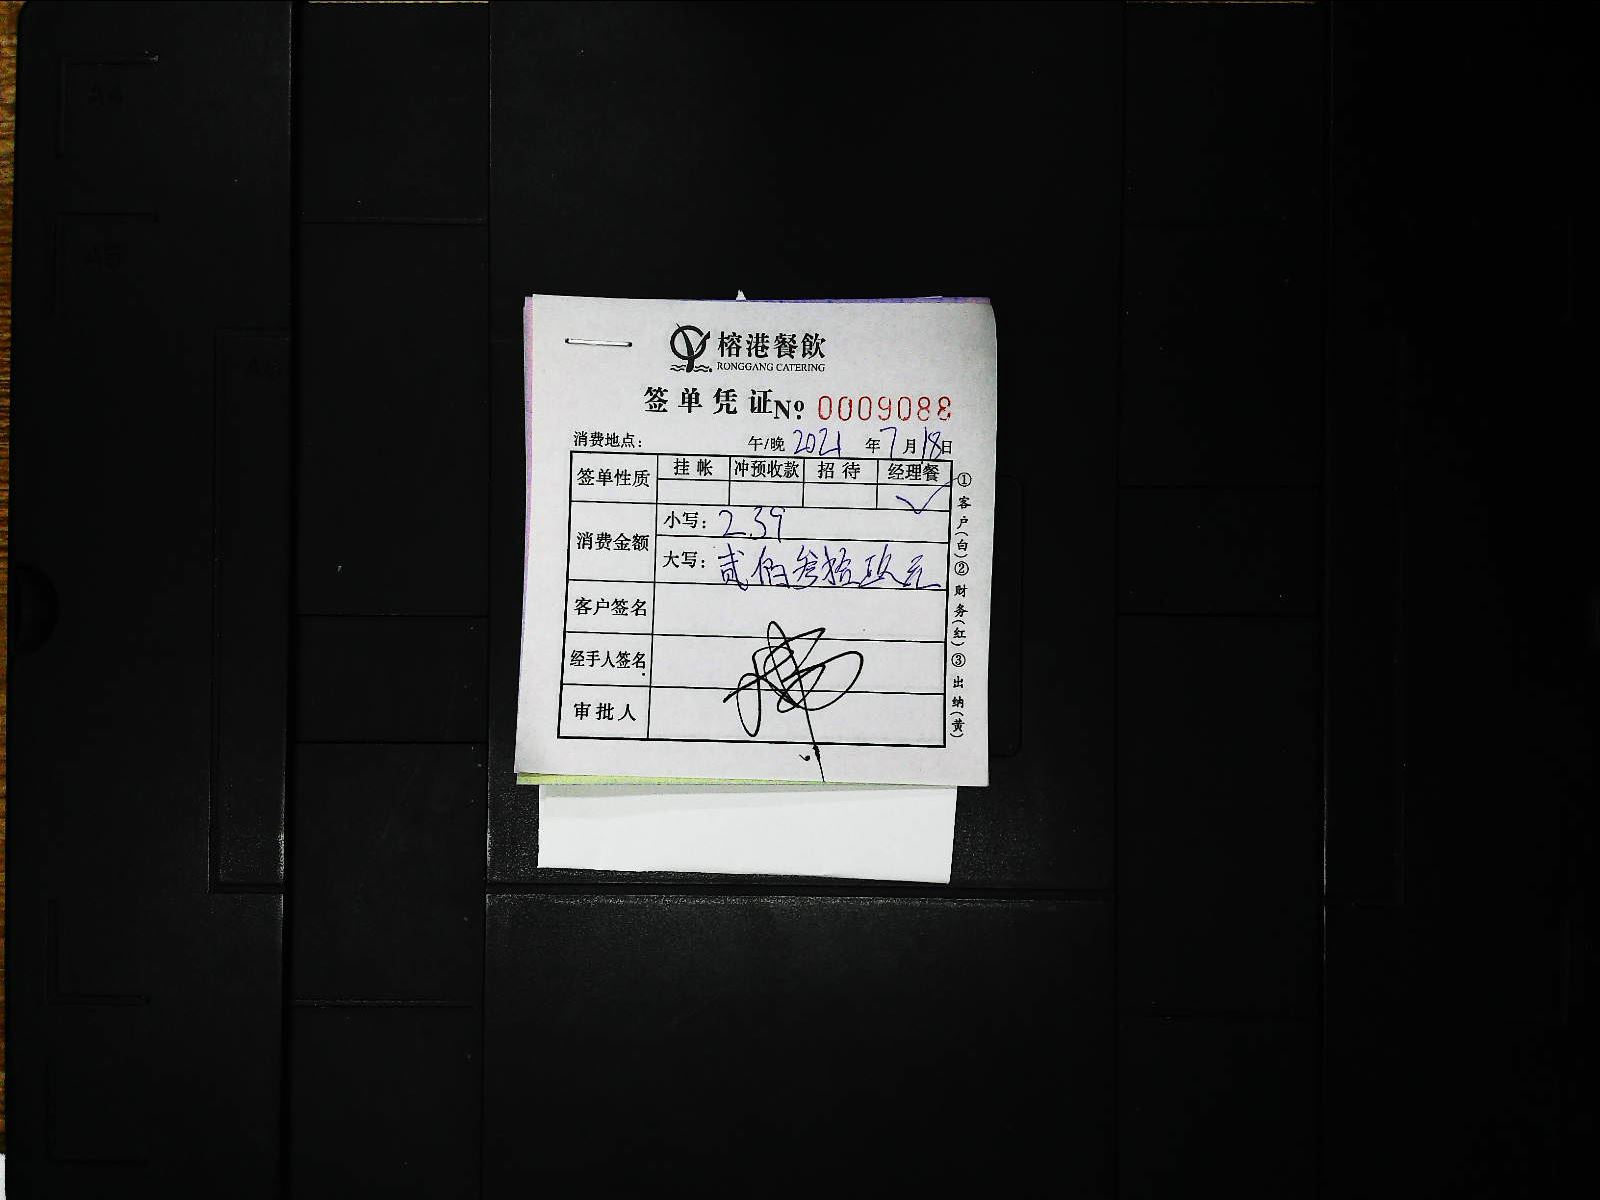 榕港餐飲
RONGGANG CATERING
签单凭证 № 0009088
消费地点： 午/晚 2021 年 7 月 18 日
签单性质 挂帐 冲预收款 招待 经理餐
✓
消费金额 小写：239
大写：贰佰叁拾玖元
客户签名
经手人签名
审批人
①客户(白)②财务(红)③出纳(黄)
A4
A5